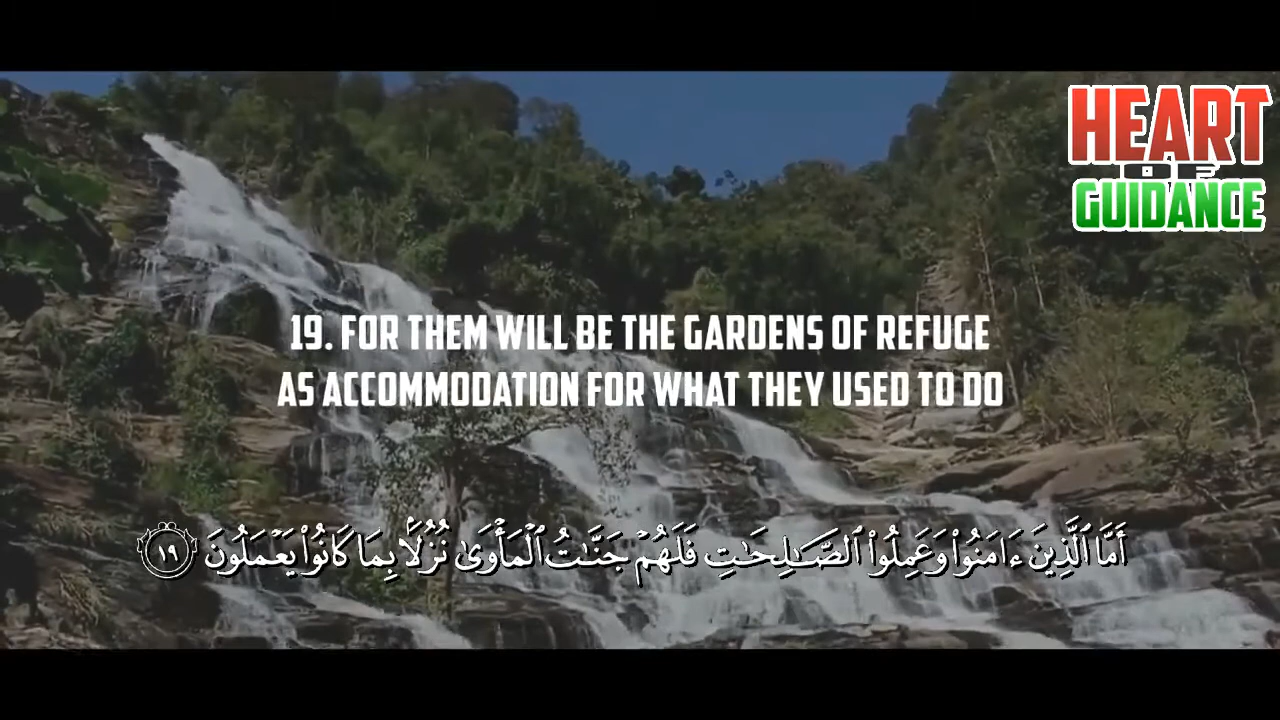 HEART
OF
GUIDANCE
19. FOR THEM WILL BE THE GARDENS OF REFUGE
AS ACCOMMODATION FOR WHAT THEY USED TO DO
أَمَّا ٱلَّذِينَ ءَامَنُوا۟ وَعَمِلُوا۟ ٱلصَّـٰلِحَـٰتِ فَلَهُمْ جَنَّـٰتُ ٱلْمَأْوَىٰ نُزُلًۢا بِمَا كَانُوا۟ يَعْمَلُونَ ١٩